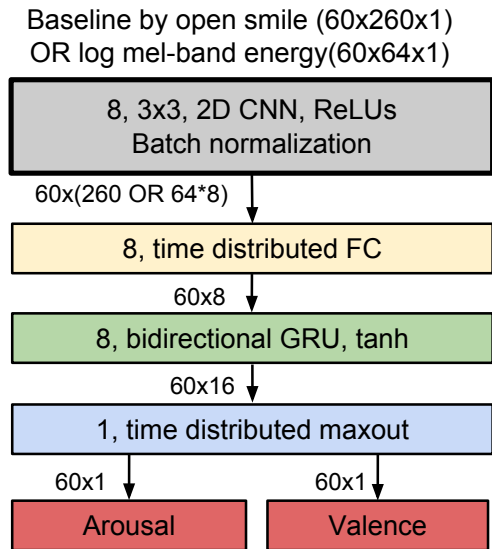 Baseline by open smile (60x260x1)
OR log mel-band energy(60x64x1)
8, 3x3, 2D CNN, ReLUs
Batch normalization
60x(260 OR 64*8)
8, time distributed FC
60x8
8, bidirectional GRU, tanh
60x16
1, time distributed maxout
60x1 60x1
Arousal Valence